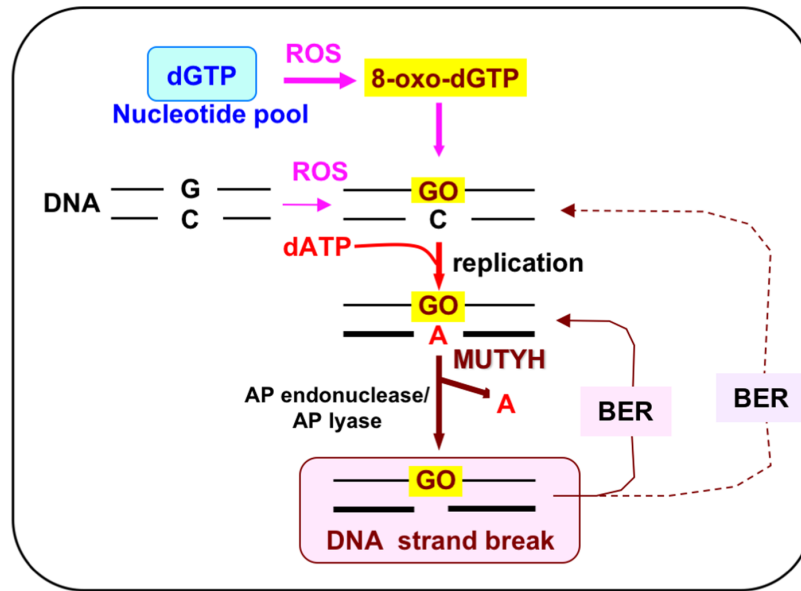 ROS
dGTP
8-oxo-dGTP
Nucleotide pool
ROS
G
GO
DNA
C
C
dATP
replication
GO
A
MUTYH
AP endonuclease/
AP lyase
A
BER
BER
GO
DNA strand break